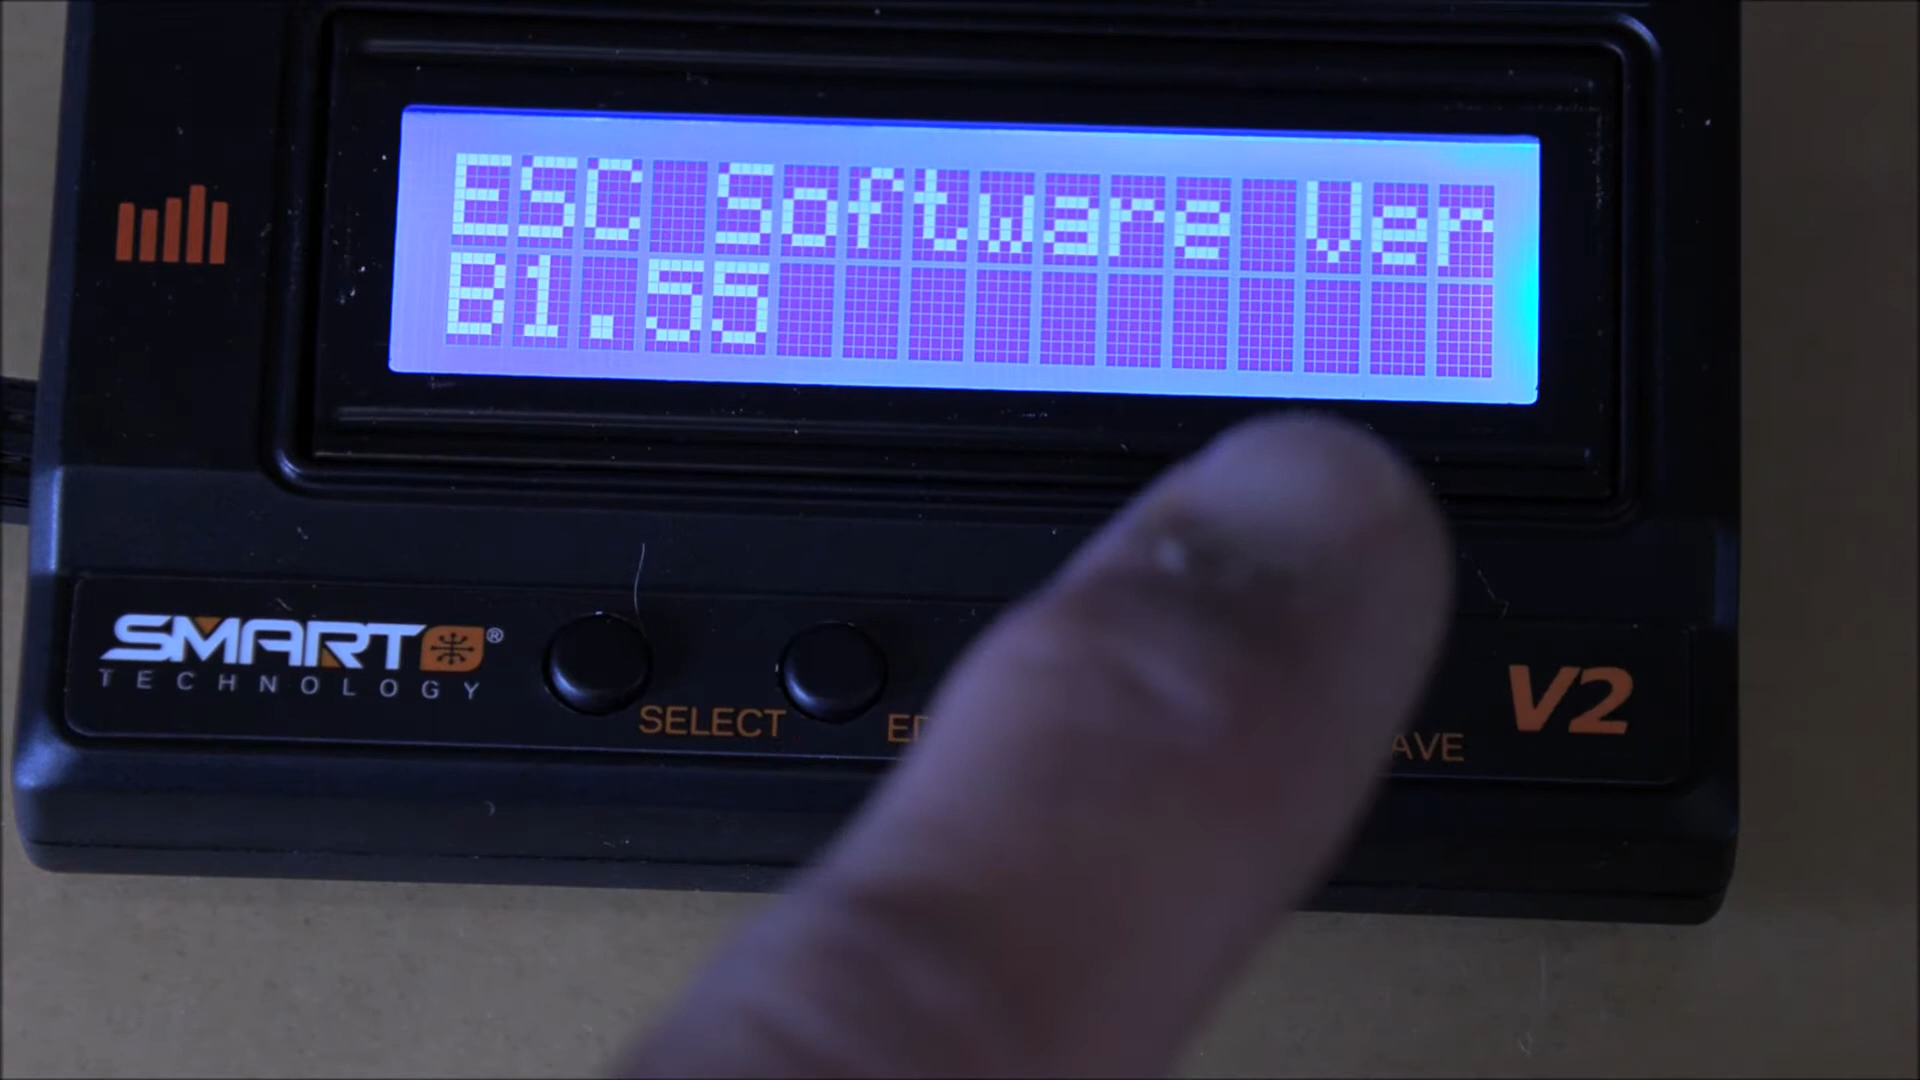 ESC Software Ver
B1.55
SMART®
TECHNOLOGY
SELECT
V2